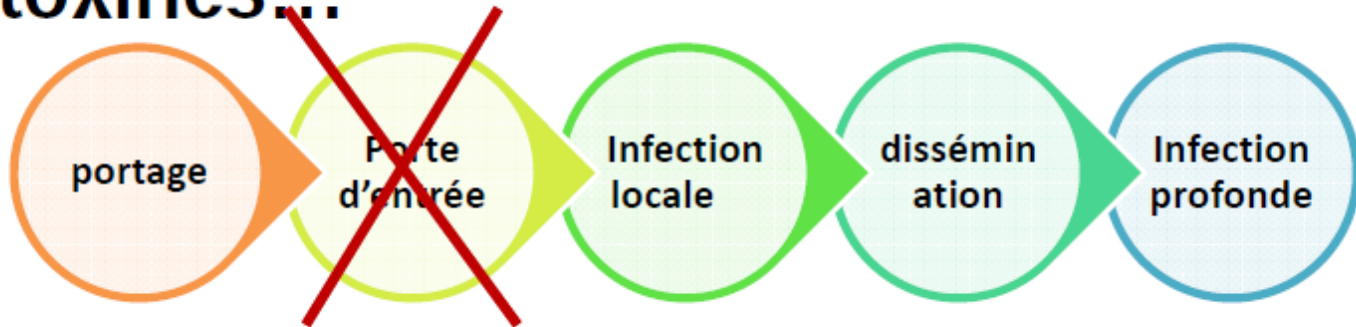 toxines...
portage
Porte
d'entrée
Infection
locale
dissémin
ation
Infection
profonde